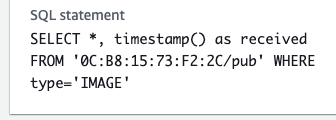 SQL statement
SELECT *, timestamp() as received
FROM '0C:B8:15:73:F2:2C/pub' WHERE
type='IMAGE'